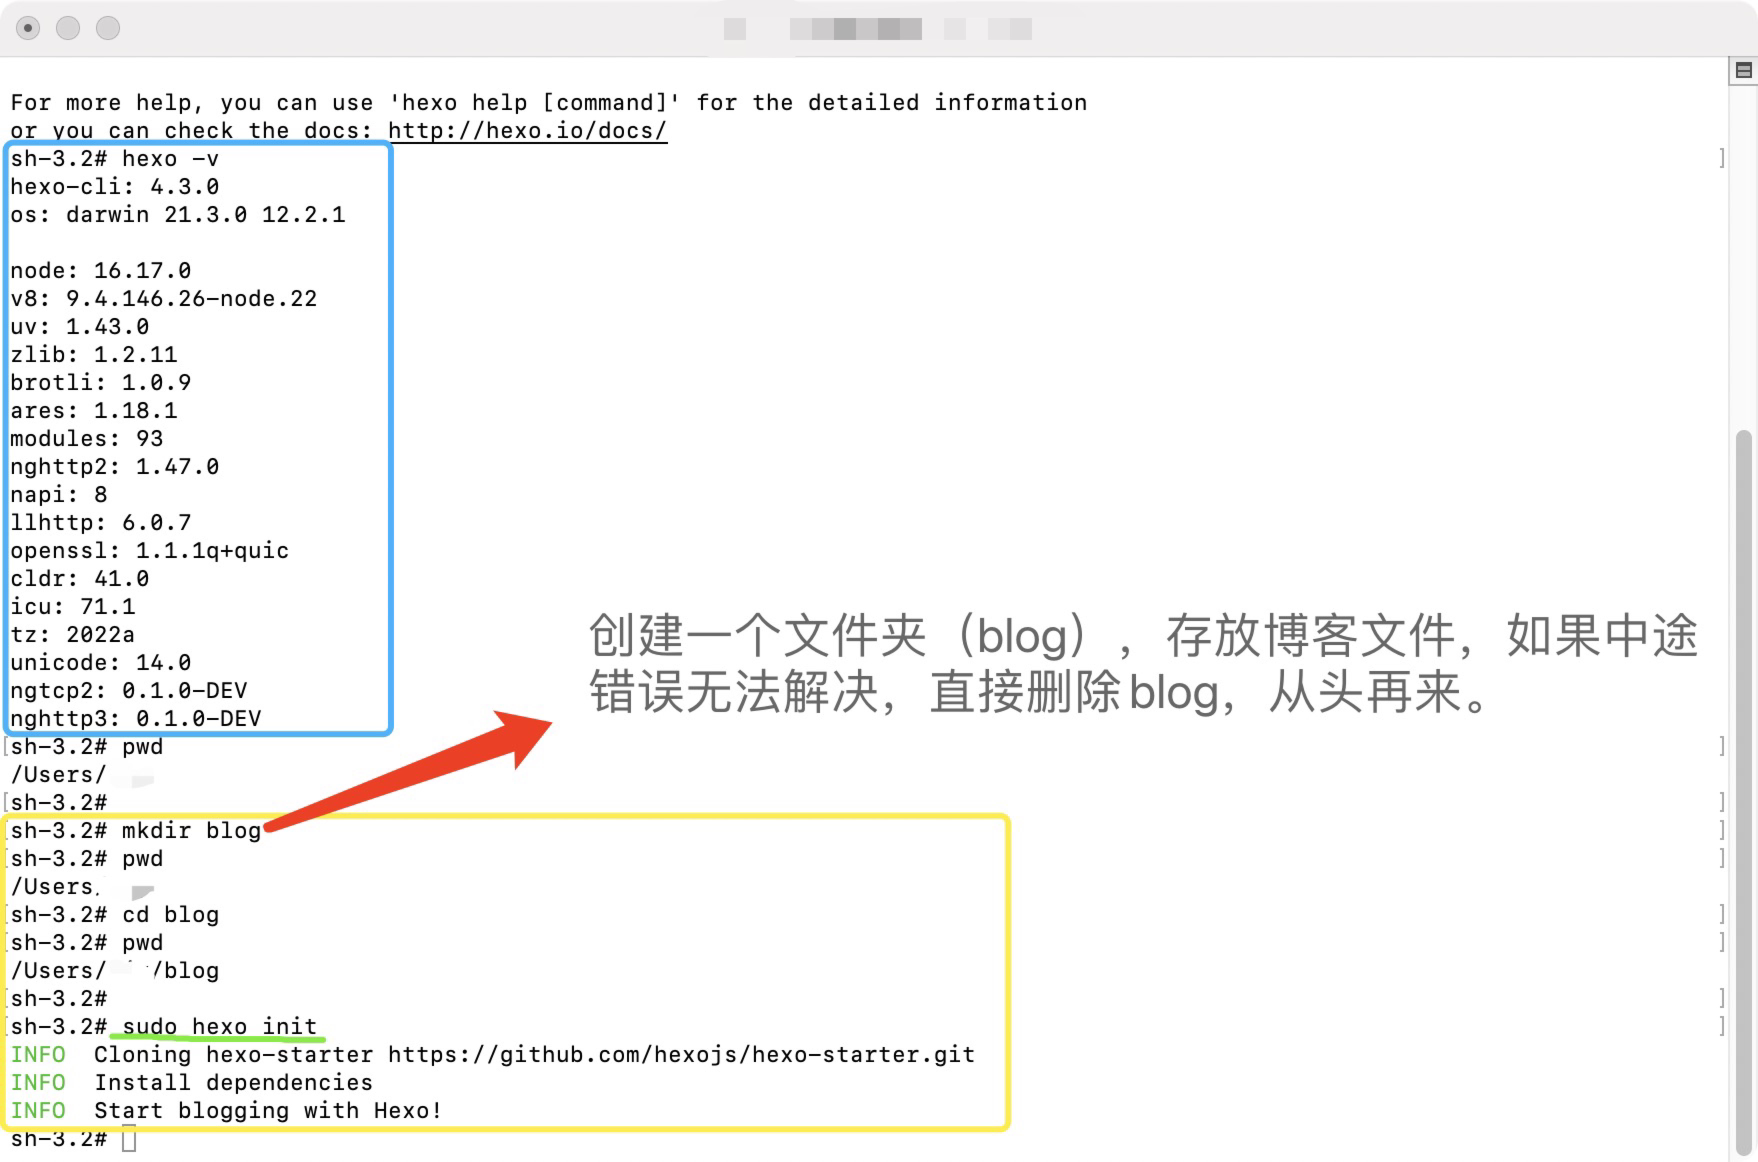 For more help, you can use 'hexo help [command]' for the detailed information
or you can check the docs: http://hexo.io/docs/
sh-3.2# hexo -v
hexo-cli: 4.3.0
os: darwin 21.3.0 12.2.1
node: 16.17.0
v8: 9.4.146.26-node.22
uv: 1.43.0
zlib: 1.2.11
brotli: 1.0.9
ares: 1.18.1
modules: 93
nghttp2: 1.47.0
napi: 8
llhttp: 6.0.7
openssl: 1.1.1q+quic
cldr: 41.0
icu: 71.1
tz: 2022a
unicode: 14.0
ngtcp2: 0.1.0-DEV
nghttp3: 0.1.0-DEV
创建一个文件夹（blog），存放博客文件，如果中途
错误无法解决，直接删除blog，从头再来。
sh-3.2# pwd
/Users/
sh-3.2#
sh-3.2# mkdir blog
sh-3.2# pwd
/Users
sh-3.2# cd blog
sh-3.2# pwd
/Users/ /blog
sh-3.2#
sh-3.2# sudo hexo init
INFO  Cloning hexo-starter https://github.com/hexojs/hexo-starter.git
INFO  Install dependencies
INFO  Start blogging with Hexo!
sh-3.2#